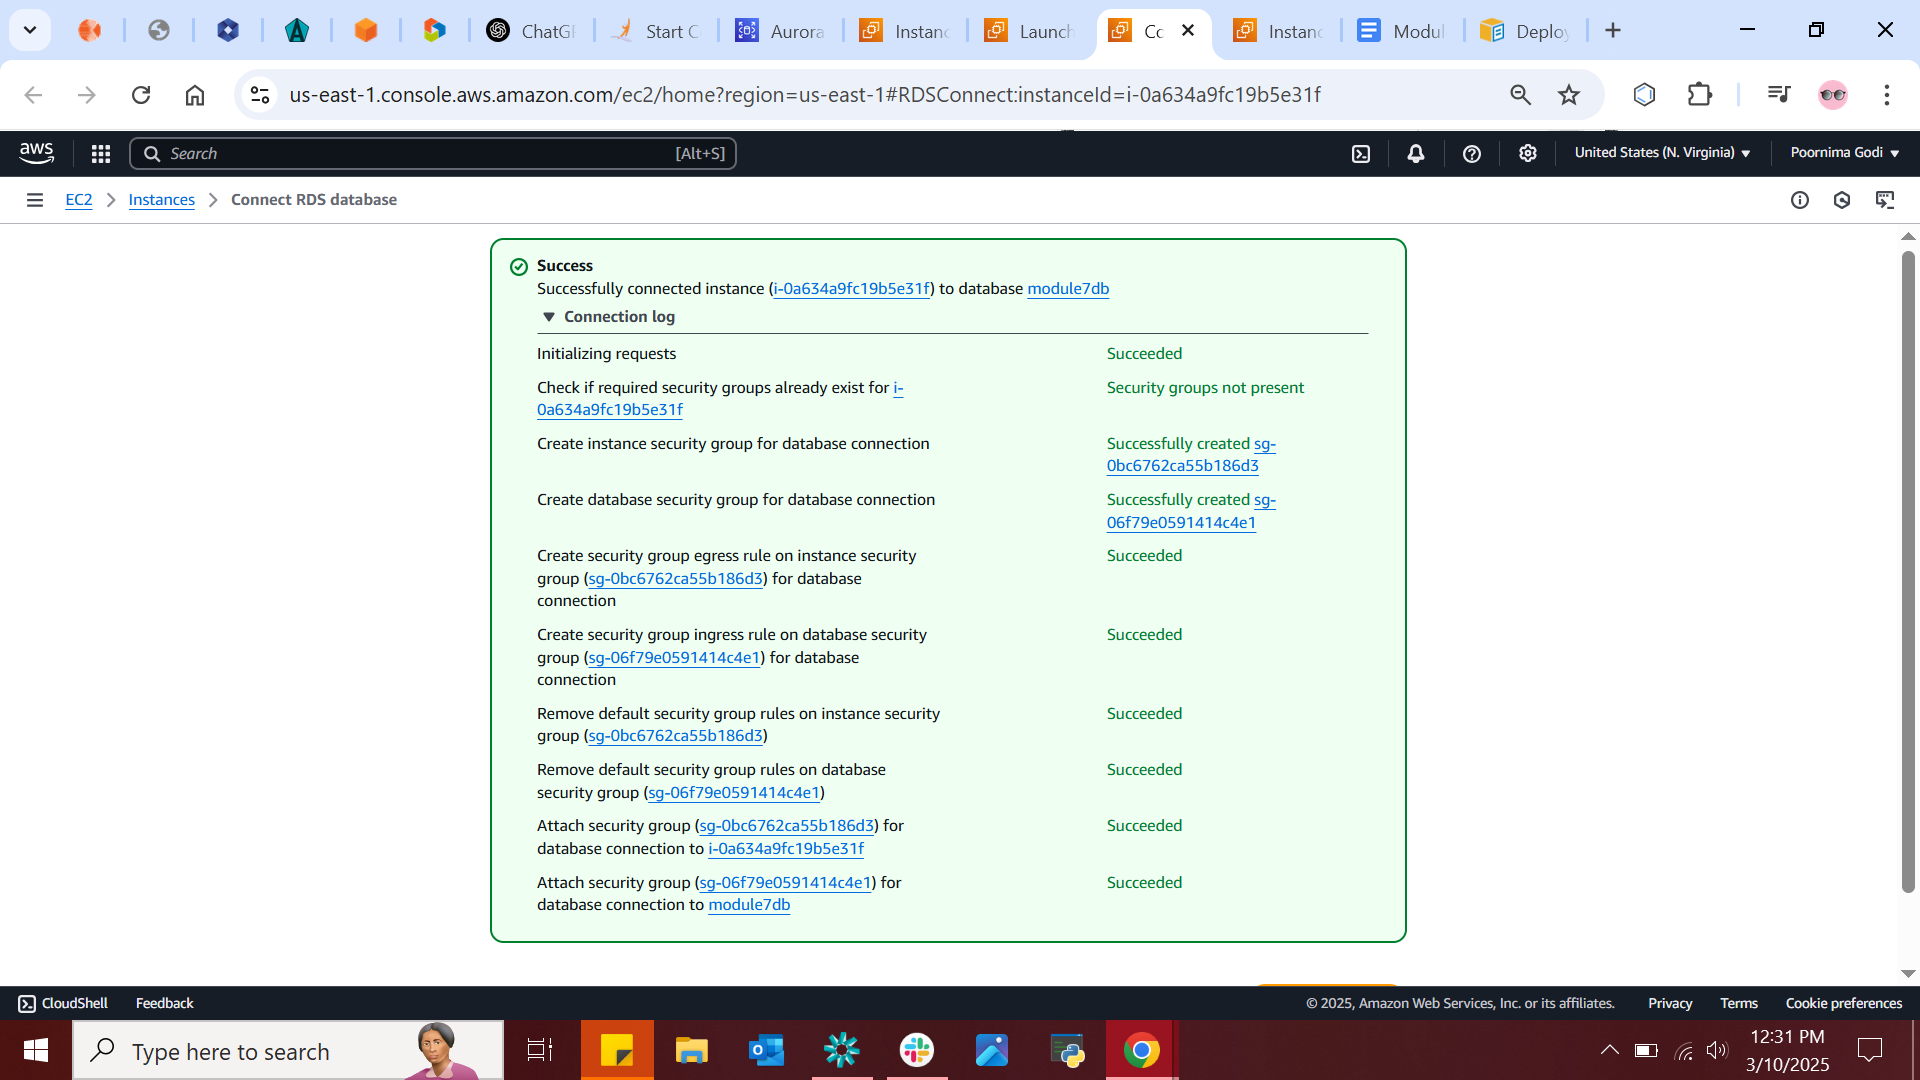 ChatGP
Start C
Aurora
Instanc
Launch
Co
Instanc
Modul
Deploy
us-east-1.console.aws.amazon.com/ec2/home?region=us-east-1#RDSConnect:instanceId=i-0a634a9fc19b5e31f
aws
Search
[Alt+S]
United States (N. Virginia)
Poornima Godi
EC2
Instances
Connect RDS database
Success
Successfully connected instance (i-0a634a9fc19b5e31f) to database module7db
Connection log
Initializing requests
Succeeded
Check if required security groups already exist for i-
0a634a9fc19b5e31f
Security groups not present
Create instance security group for database connection
Successfully created sg-
0bc6762ca55b186d3
Create database security group for database connection
Successfully created sg-
06f79e0591414c4e1
Create security group egress rule on instance security
group (sg-0bc6762ca55b186d3) for database
connection
Succeeded
Create security group ingress rule on database security
group (sg-06f79e0591414c4e1) for database
connection
Succeeded
Remove default security group rules on instance security
group (sg-0bc6762ca55b186d3)
Succeeded
Remove default security group rules on database
security group (sg-06f79e0591414c4e1)
Succeeded
Attach security group (sg-0bc6762ca55b186d3) for
database connection to i-0a634a9fc19b5e31f
Succeeded
Attach security group (sg-06f79e0591414c4e1) for
database connection to module7db
Succeeded
CloudShell
Feedback
© 2025, Amazon Web Services, Inc. or its affiliates.
Privacy
Terms
Cookie preferences
Type here to search
12:31 PM
3/10/2025